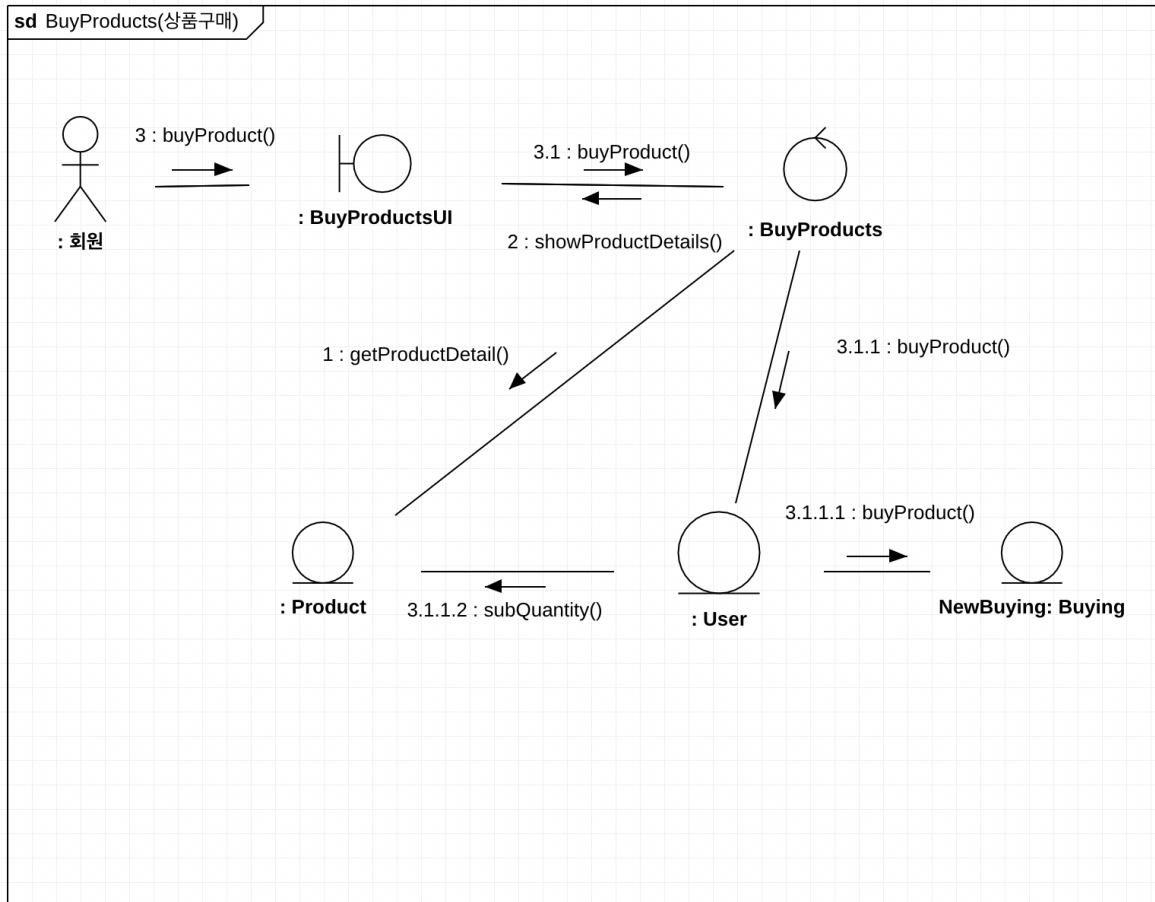 sd BuyProducts(상품구매)
3 : buyProduct()
3.1 : buyProduct()
: BuyProductsUI
: BuyProducts
: 회원
2 : showProductDetails()
1 : getProductDetail()
3.1.1 : buyProduct()
3.1.1.1 : buyProduct()
: Product
3.1.1.2 : subQuantity()
: User
NewBuying: Buying